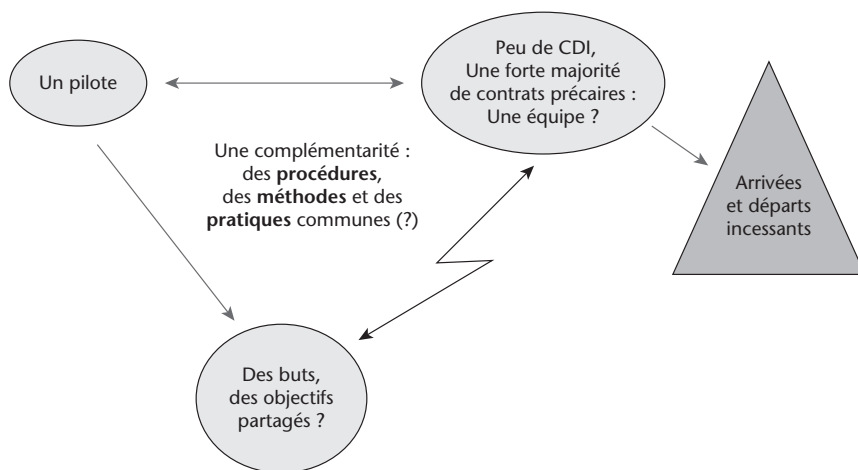 Un pilote
Peu de CDI,
Une forte majorité
de contrats précaires :
Une équipe ?
Une complémentarité :
des procédures,
des méthodes et des
pratiques communes (?)
Arrivées
et départs
incessants
Des buts,
des objectifs
partagés ?